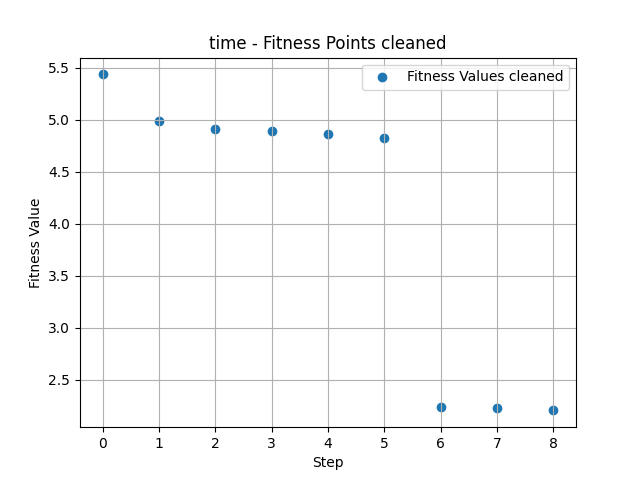 time - Fitness Points cleaned
Fitness Values cleaned
5.5
5.0
4.5
4.0
3.5
3.0
2.5
Fitness Value
0 1 2 3 4 5 6 7 8
Step